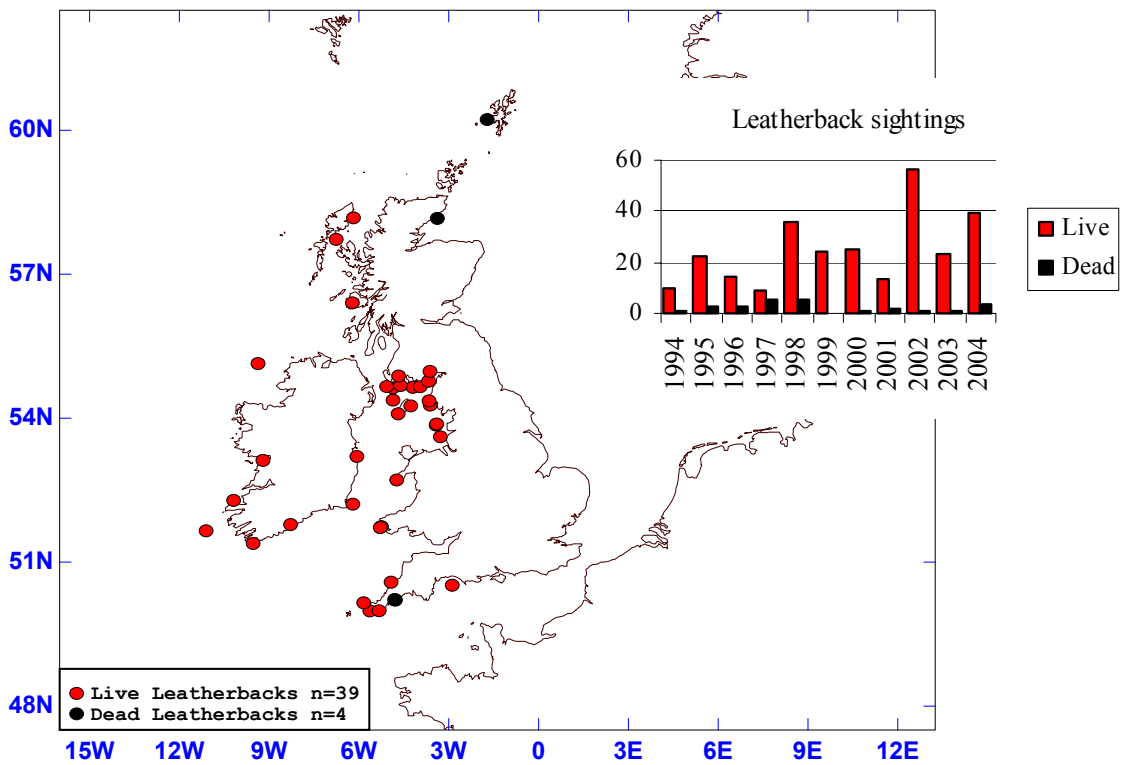 Leatherback sightings
60
40
20
0
1994
1995
1996
1997
1998
1999
2000
2001
2002
2003
2004
Live
Dead
60N
57N
54N
51N
48N
Live Leatherbacks n=39
Dead Leatherbacks n=4
15W 12W 9W 6W 3W 0 3E 6E 9E 12E